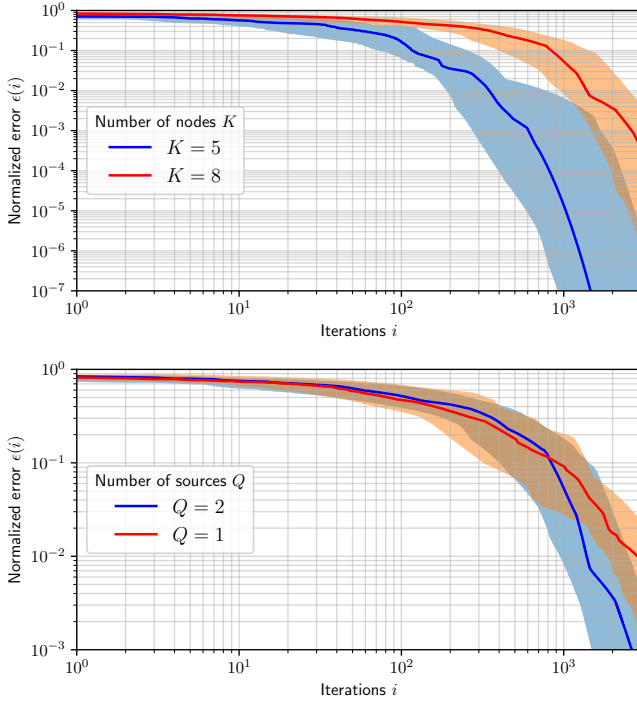 10^0
10^-1
10^-2
10^-3
10^-4
10^-5
10^-6
10^-7
Normalized error ϵ(i)
Number of nodes K
K = 5
K = 8
10^0
10^1
10^2
10^3
Iterations i
10^0
10^-1
10^-2
10^-3
Normalized error ϵ(i)
Number of sources Q
Q = 2
Q = 1
10^0
10^1
10^2
10^3
Iterations i